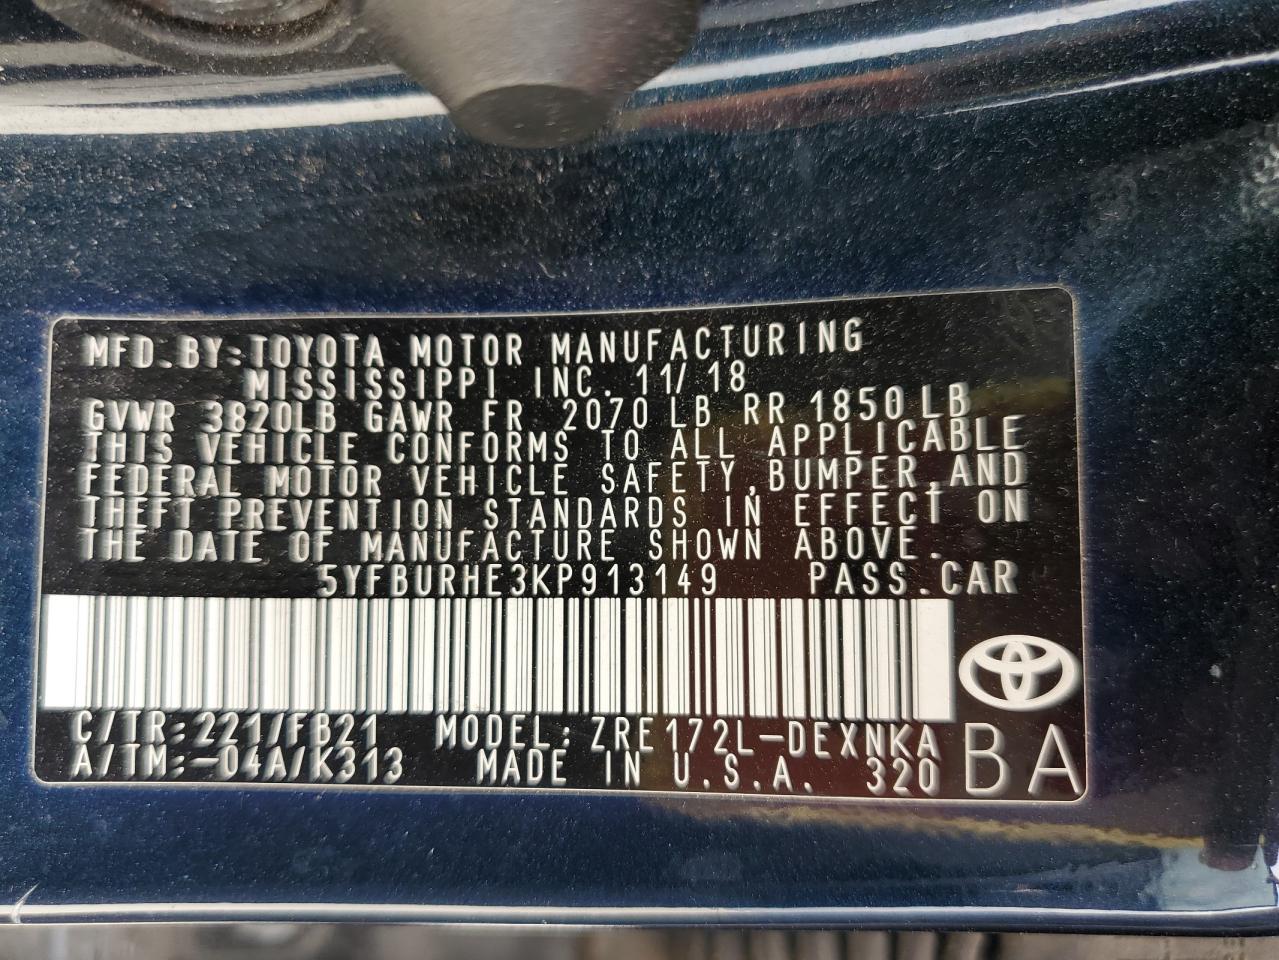 MFD.BY:TOYOTA MOTOR MANUFACTURING
MISSISSIPPI INC. 11/18
GVWR 3820LB GAWR FR 2070LB RR 1850LB
THIS VEHICLE CONFORMS TO ALL APPLICABLE
FEDERAL MOTOR VEHICLE SAFETY,BUMPER,AND
THEFT PREVENTION STANDARDS IN EFFECT ON
THE DATE OF MANUFACTURE SHOWN ABOVE.
5YFBURHE3KP913149 PASS.CAR
C/TR:221/FB21 MODEL:ZRE172L-DEXNKA
A/TM:-04A/K313 MADE IN U.S.A. 320
BA